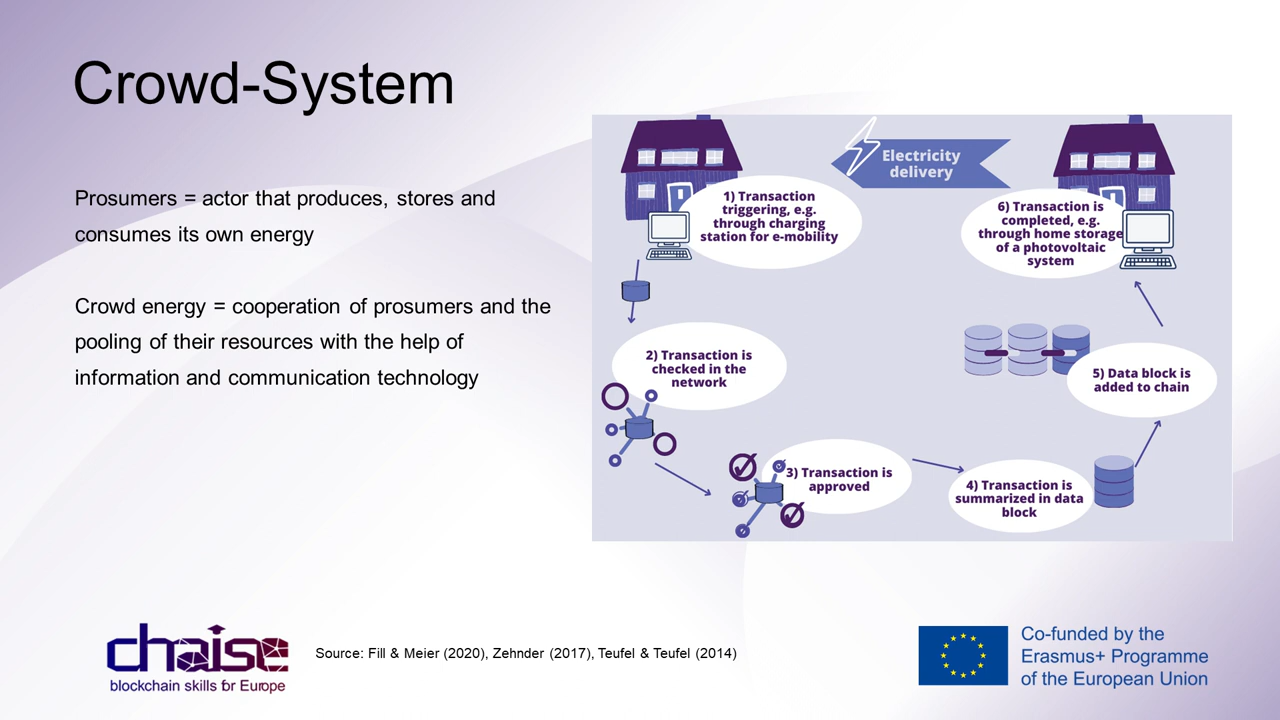 Crowd-System
Prosumers = actor that produces, stores and
consumes its own energy
Crowd energy = cooperation of prosumers and the
pooling of their resources with the help of
information and communication technology
Electricity
delivery
1) Transaction
triggering, e.g.
through charging
station for e-mobility
6) Transaction is
completed, e.g.
through home storage
of a photovoltaic
system
2) Transaction is
checked in the
network
5) Data block is
added to chain
3) Transaction is
approved
4) Transaction is
summarized in data
block
chaise
blockchain skills for Europe
Source: Fill & Meier (2020), Zehnder (2017), Teufel & Teufel (2014)
Co-funded by the
Erasmus+ Programme
of the European Union